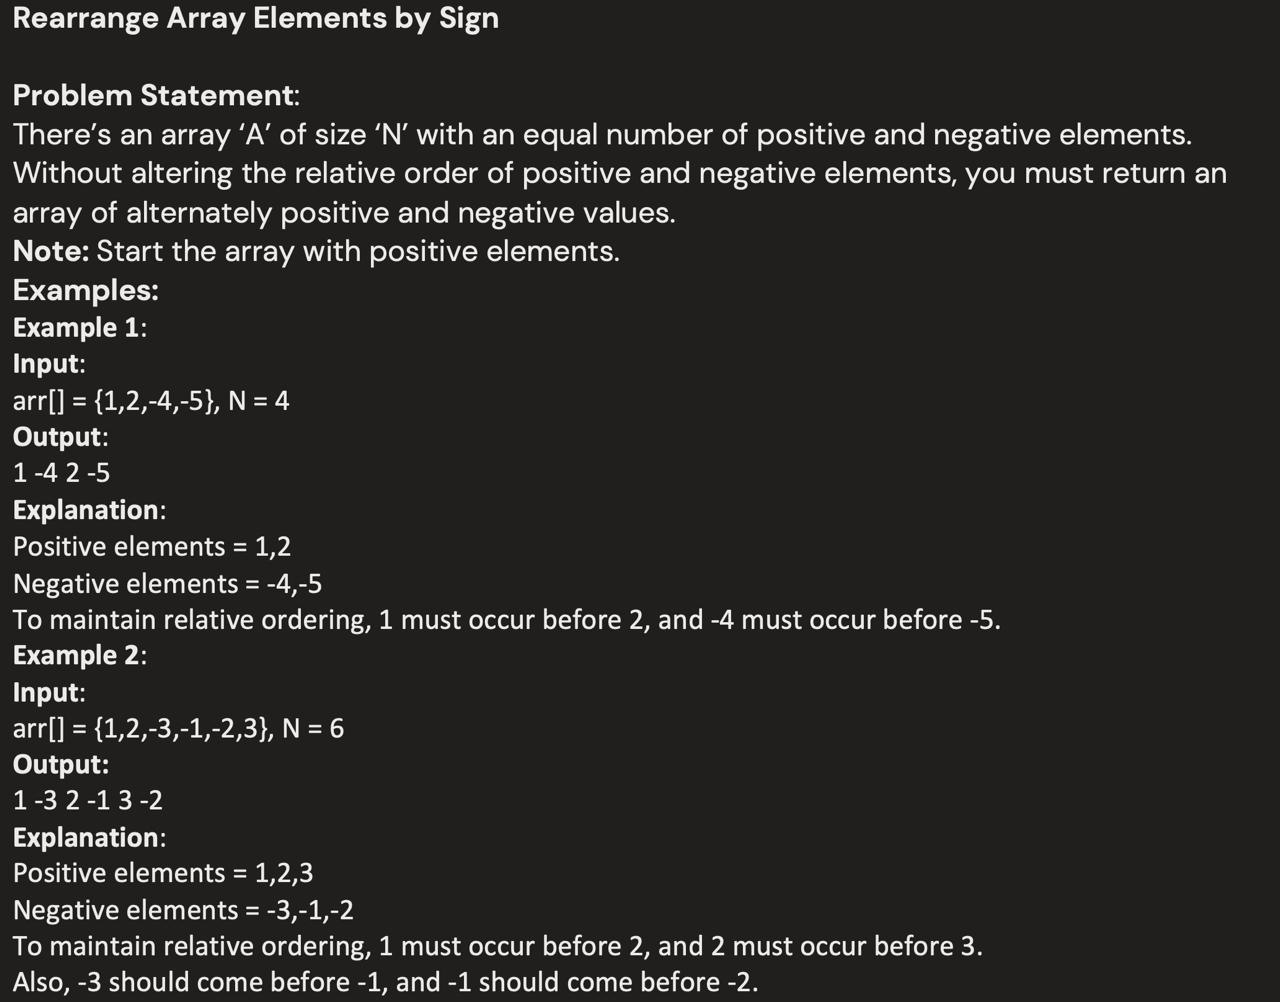 Rearrange Array Elements by Sign
Problem Statement:
There’s an array ‘A’ of size ‘N’ with an equal number of positive and negative elements.
Without altering the relative order of positive and negative elements, you must return an
array of alternately positive and negative values.
Note: Start the array with positive elements.
Examples:
Example 1:
Input:
arr[] = {1,2,-4,-5}, N = 4
Output:
1 -4 2 -5
Explanation:
Positive elements = 1,2
Negative elements = -4,-5
To maintain relative ordering, 1 must occur before 2, and -4 must occur before -5.
Example 2:
Input:
arr[] = {1,2,-3,-1,-2,3}, N = 6
Output:
1 -3 2 -1 3 -2
Explanation:
Positive elements = 1,2,3
Negative elements = -3,-1,-2
To maintain relative ordering, 1 must occur before 2, and 2 must occur before 3.
Also, -3 should come before -1, and -1 should come before -2.